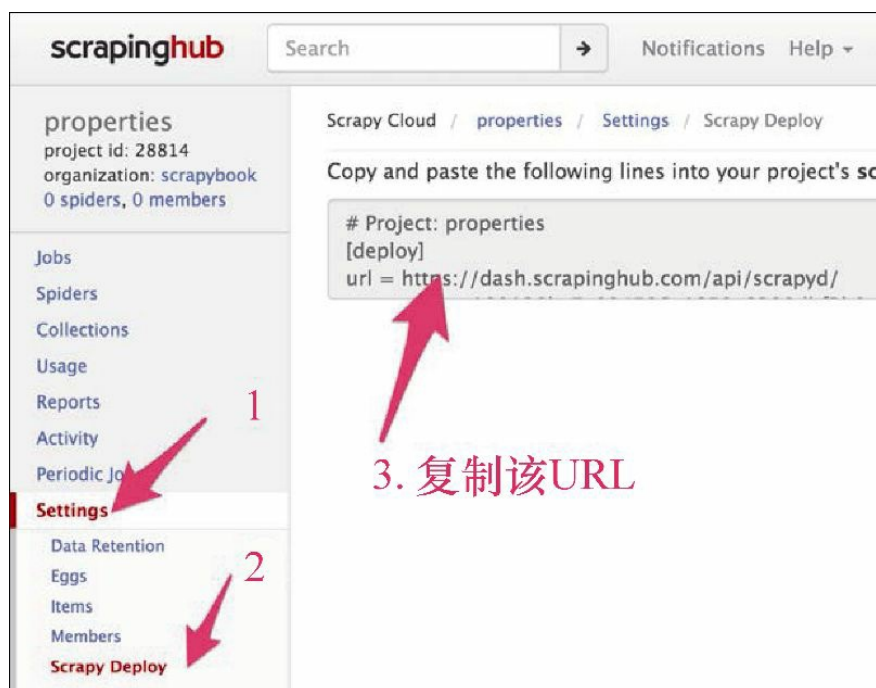 scrapinghub
Search
Notifications Help
properties
project id: 28814
organization: scrapybook
0 spiders, 0 members
Jobs
Spiders
Collections
Usage
Reports
Activity
Periodic Jo
Settings
Data Retention
Eggs
Items
Members
Scrapy Deploy
1
2
Scrapy Cloud / properties / Settings / Scrapy Deploy
Copy and paste the following lines into your project's sc
# Project: properties
[deploy]
url = https://dash.scrapinghub.com/api/scrapyd/
3. 复制该URL